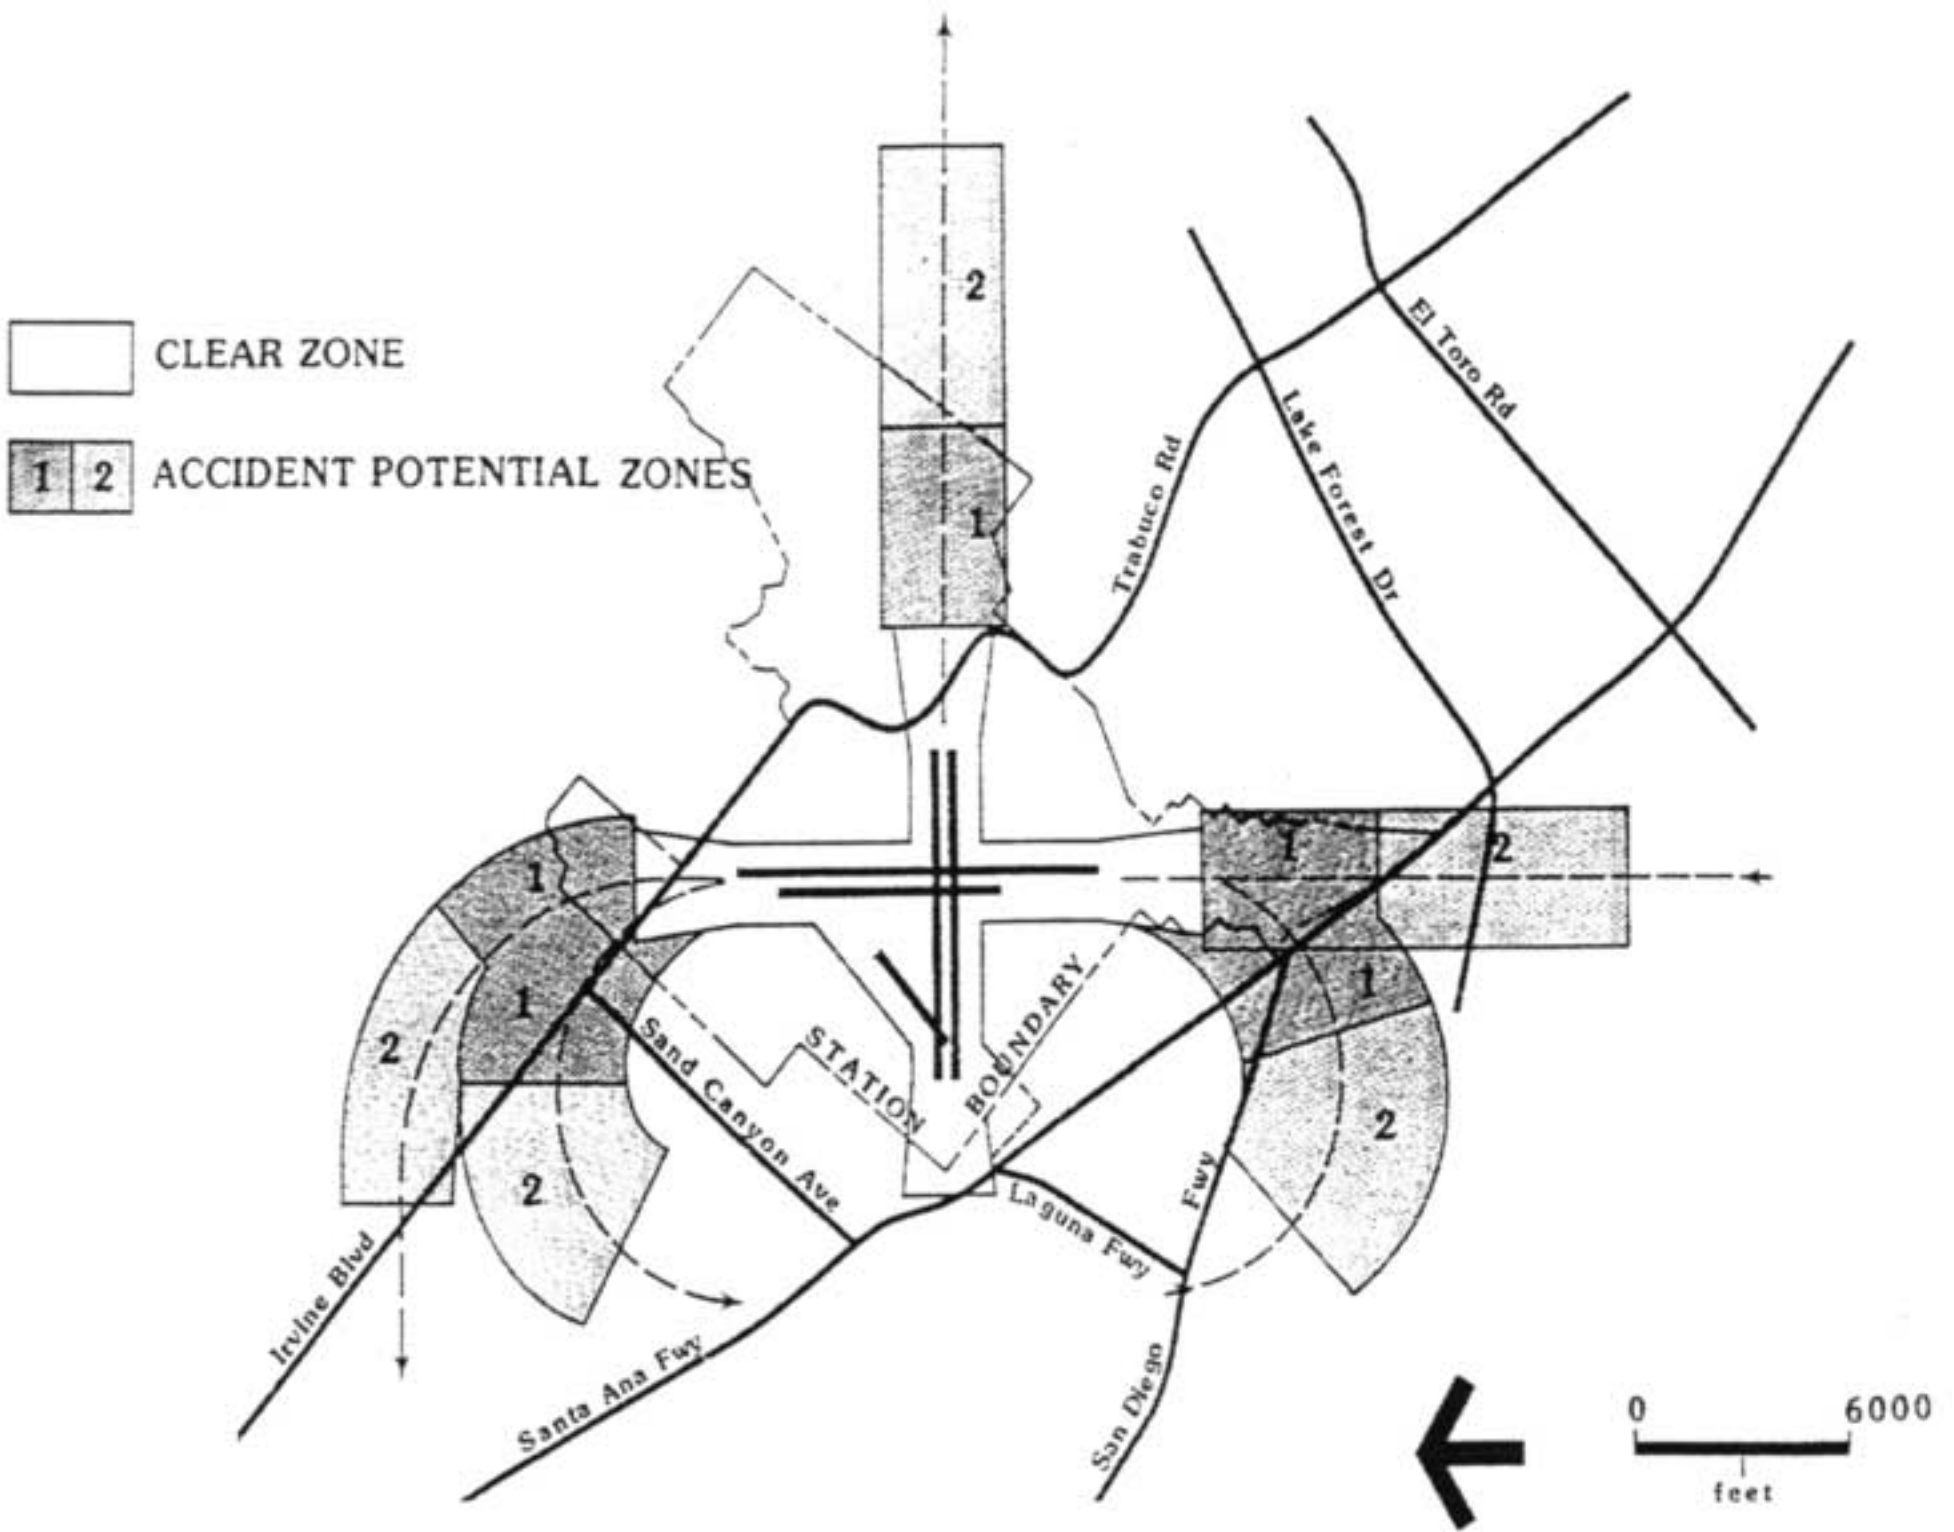 2
CLEAR ZONE
El Toro Rd
1 2 ACCIDENT POTENTIAL ZONES
1
Trabuco Rd
Lake Forest Dr
1
1
2
1
1
2
2
2
2
Sand Canyon Ave
STATION
BOUNDARY
Laguna Fwy
Irvine Blvd
Santa Ana Fwy
San Diego Fwy
0 6000
feet